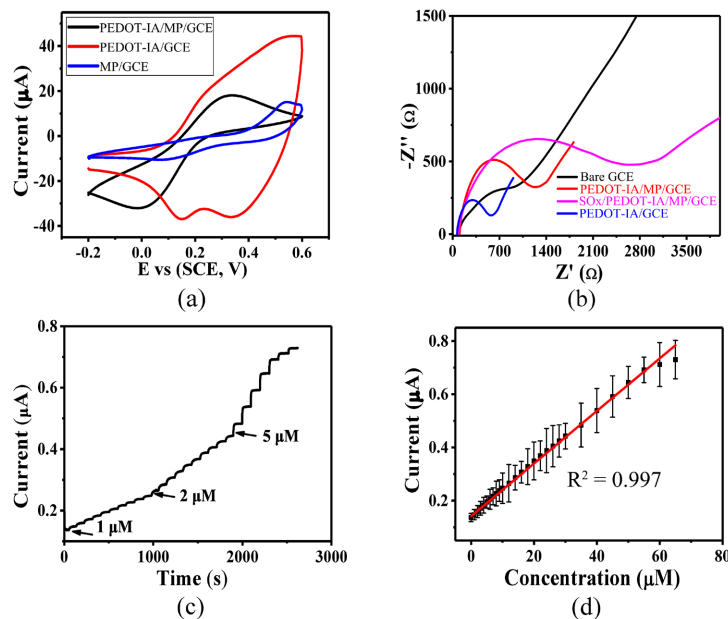 (a)
PEDOT-IA/MP/GCE
PEDOT-IA/GCE
MP/GCE
40
20
0
-20
-40
-60
Current (µA)
-0.2 0.0 0.2 0.4 0.6
E vs (SCE, V)
(a)
1500
1000
500
0
-Z'' (Ω)
Bare GCE
PEDOT-IA/MP/GCE
SOx/PEDOT-IA/MP/GCE
PEDOT-IA/GCE
0 700 1400 2100 2800 3500
Z' (Ω)
(b)
0.8
0.6
0.4
0.2
Current (µA)
1 µM
2 µM
5 µM
0 1000 2000 3000
Time (s)
(c)
0.8
0.6
0.4
0.2
Current (µA)
R² = 0.997
0 20 40 60 80
Concentration (µM)
(d)